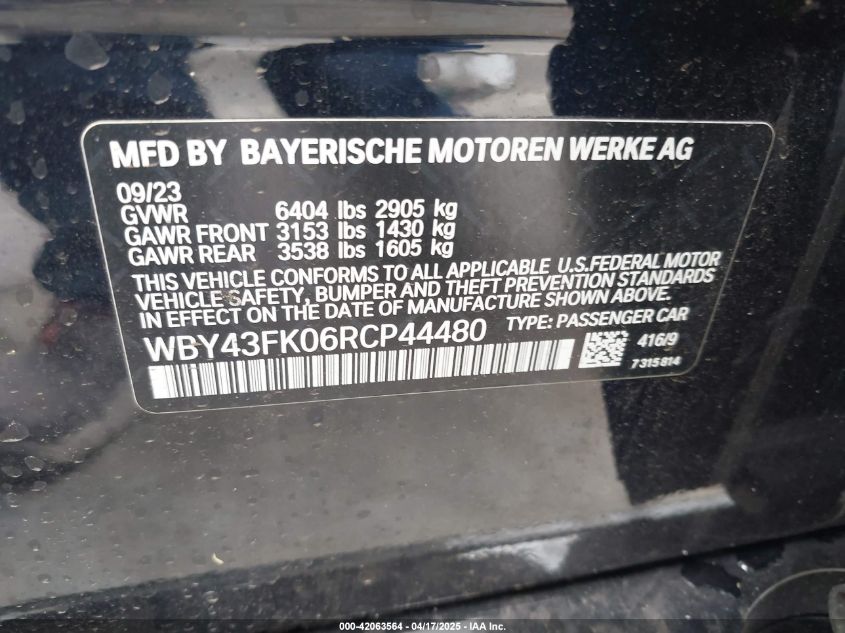 MFD BY BAYERISCHE MOTOREN WERKE AG
09/23
GVWR 6404 lbs 2905 kg
GAWR FRONT 3153 lbs 1430 kg
GAWR REAR 3538 lbs 1605 kg
THIS VEHICLE CONFORMS TO ALL APPLICABLE U.S.FEDERAL MOTOR
VEHICLE SAFETY, BUMPER AND THEFT PREVENTION STANDARDS
IN EFFECT ON THE DATE OF MANUFACTURE SHOWN ABOVE.
WBY43FK06RCP44480 TYPE: PASSENGER CAR
416/9
7315814
000-42063564 | 04/17/2025 | IAA Inc.